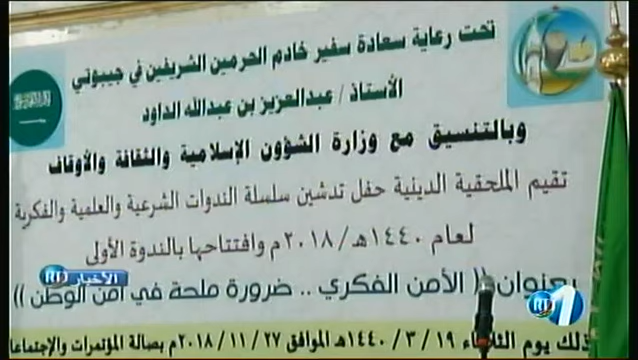 تحت رعاية سعادة سفير خادم الحرمين الشريفين في جيبوتي
الأستاذ / عبدالعزيز بن عبدالله الداود
وبالتنسيق مع وزارة الشؤون الإسلامية والثقافة والأوقاف
تقيم الملحقية الدينية حفل تدشين سلسلة الندوات الشرعية والعلمية والفكرية
لعام ١٤٤٠هـ/٢٠١٨م وافتتاحها بالندوة الأولى
بعنوان (( الأمن الفكري .. ضرورة ملحة في أمن الوطن ))
ذلك يوم الثلاثاء ١٩ / ٣ / ١٤٤٠هـ الموافق ٢٧ / ١١ / ٢٠١٨م بصالة المؤتمرات والإجتماعا
الأخبار
1